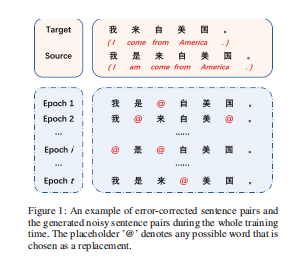 Target 我 来 自 美 国 。
( I come from America . )
Source 我 是 来 自 美 国 。
( I am come from America . )
Epoch 1 我 是 @ 自 美 国 。
Epoch 2 我 @ 来 自 美 @ 。
... ......
Epoch i @ 是 @ 自 美 国 。
... ......
Epoch t 我 是 来 @ 美 国 。
Figure 1: An example of error-corrected sentence pairs and
the generated noisy sentence pairs during the whole training
time. The placeholder '@' denotes any possible word that is
chosen as a replacement.